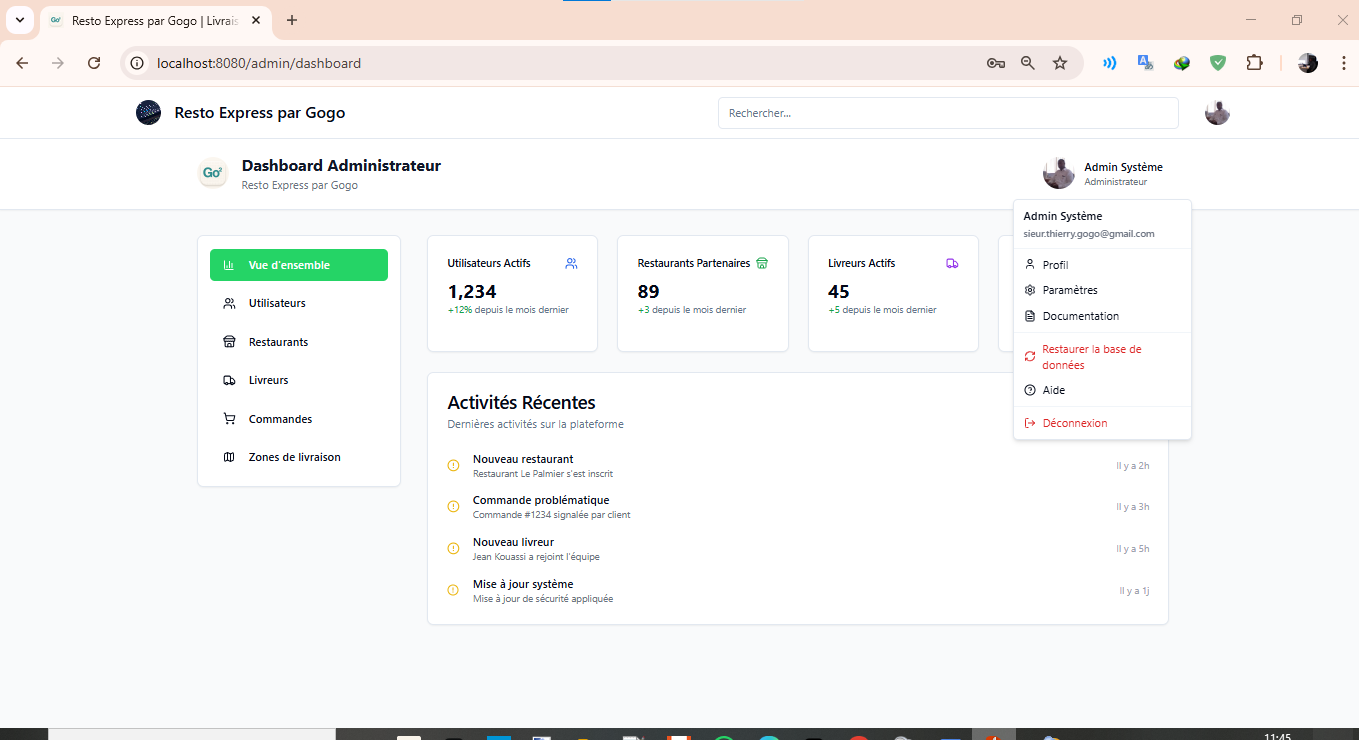 Go²
Resto Express par Gogo | Livrais
localhost:8080/admin/dashboard
Resto Express par Gogo
Rechercher...
Go²
Dashboard Administrateur
Resto Express par Gogo
Admin Système
Administrateur
Admin Système
sieur.thierry.gogo@gmail.com
Profil
Paramètres
Documentation
Restaurer la base de
données
Aide
Déconnexion
Vue d'ensemble
Utilisateurs
Restaurants
Livreurs
Commandes
Zones de livraison
Utilisateurs Actifs
1,234
+12% depuis le mois dernier
Restaurants Partenaires
89
+3 depuis le mois dernier
Livreurs Actifs
45
+5 depuis le mois dernier
Activités Récentes
Dernières activités sur la plateforme
Nouveau restaurant
Restaurant Le Palmier s'est inscrit
Il y a 2h
Commande problématique
Commande #1234 signalée par client
Il y a 3h
Nouveau livreur
Jean Kouassi a rejoint l'équipe
Il y a 5h
Mise à jour système
Mise à jour de sécurité appliquée
Il y a 1j
11:45